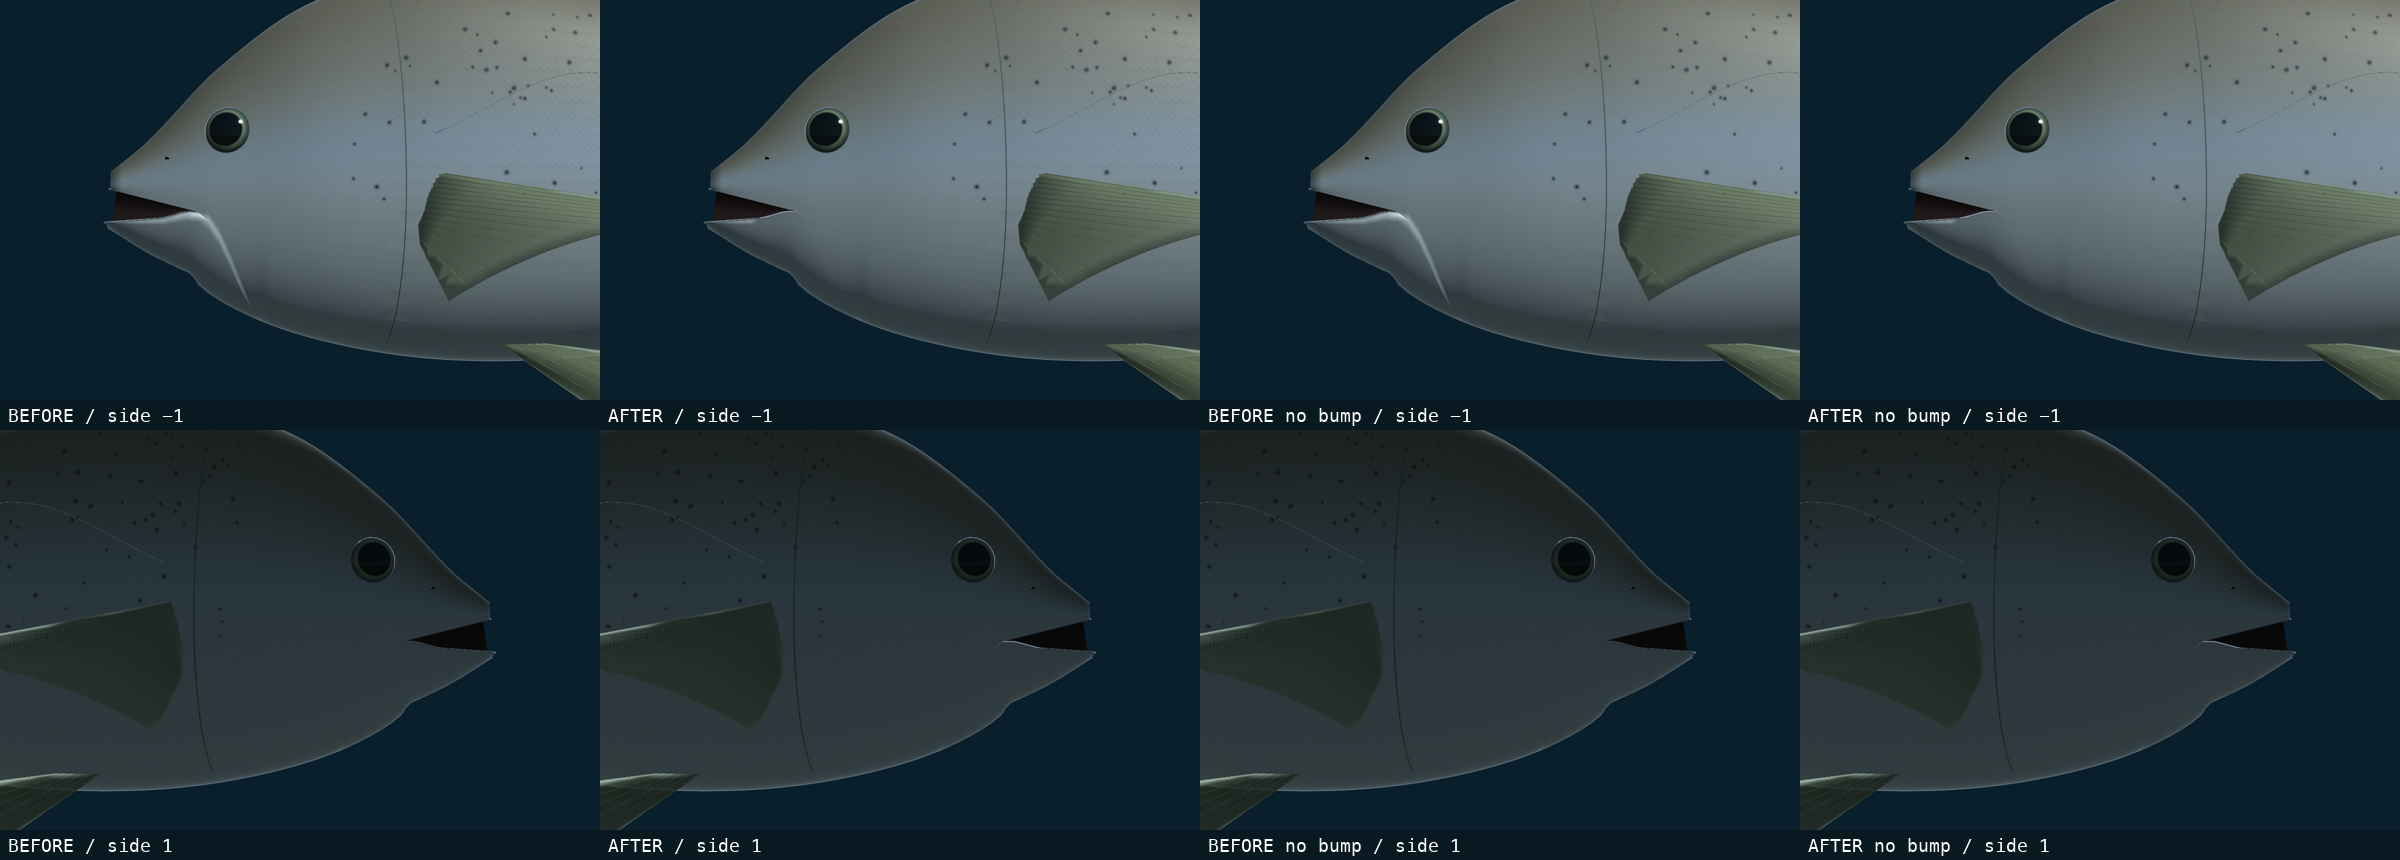 BEFORE / side −1
AFTER / side −1
BEFORE no bump / side −1
AFTER no bump / side −1
BEFORE / side 1
AFTER / side 1
BEFORE no bump / side 1
AFTER no bump / side 1